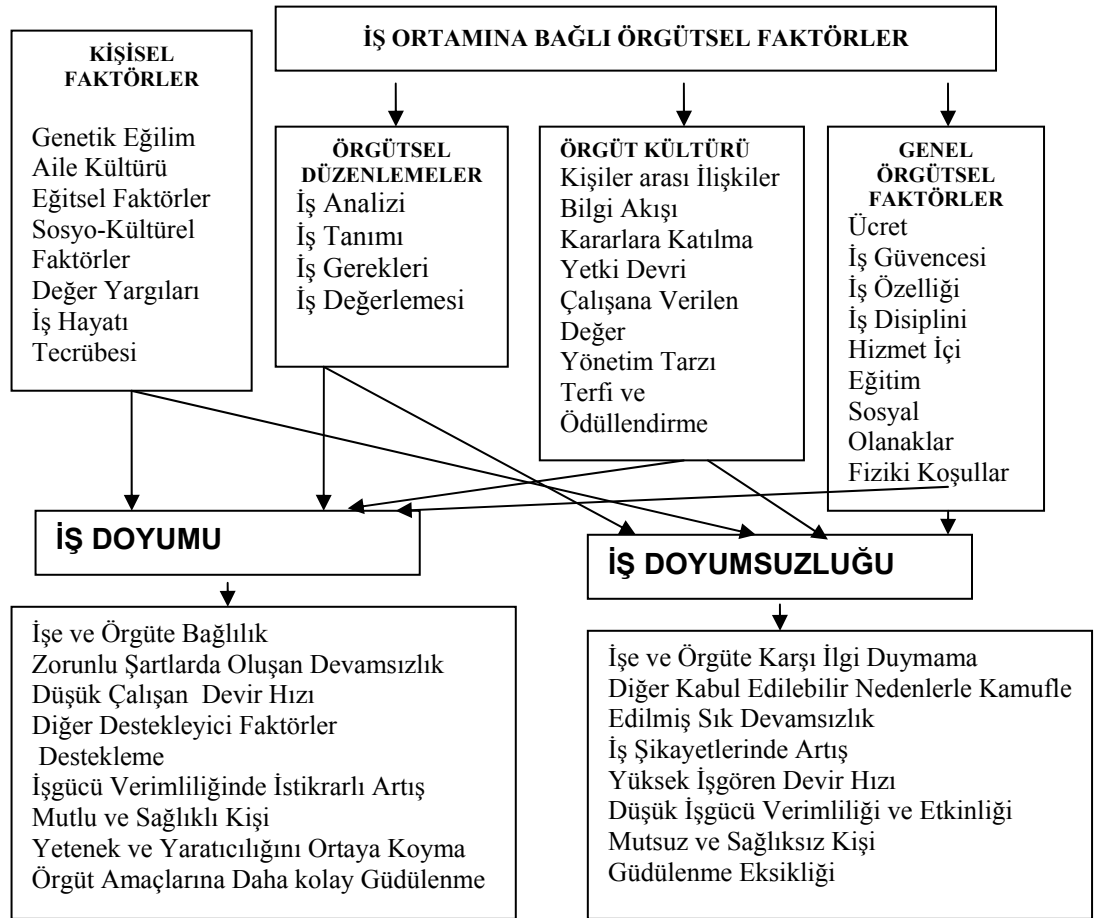 KİŞİSEL
FAKTÖRLER
Genetik Eğilim
Aile Kültürü
Eğitsel Faktörler
Sosyo-Kültürel
Faktörler
Değer Yargıları
İş Hayatı
Tecrübesi
İŞ ORTAMINA BAĞLI ÖRGÜTSEL FAKTÖRLER
ÖRGÜTSEL
DÜZENLEMELER
İş Analizi
İş Tanımı
İş Gerekleri
İş Değerlemesi
ÖRGÜT KÜLTÜRÜ
Kişiler arası İlişkiler
Bilgi Akışı
Kararlara Katılma
Yetki Devri
Çalışana Verilen
Değer
Yönetim Tarzı
Terfi ve
Ödüllendirme
GENEL
ÖRGÜTSEL
FAKTÖRLER
Ücret
İş Güvencesi
İş Özelliği
İş Disiplini
Hizmet İçi
Eğitim
Sosyal
Olanaklar
Fiziki Koşullar
İŞ DOYUMU
İŞ DOYUMSUZLUĞU
İşe ve Örgüte Bağlılık
Zorunlu Şartlarda Oluşan Devamsızlık
Düşük Çalışan Devir Hızı
Diğer Destekleyici Faktörler
Destekleme
İşgücü Verimliliğinde İstikrarlı Artış
Mutlu ve Sağlıklı Kişi
Yetenek ve Yaratıcılığını Ortaya Koyma
Örgüt Amaçlarına Daha kolay Güdülenme
İşe ve Örgüte Karşı İlgi Duymama
Diğer Kabul Edilebilir Nedenlerle Kamufle
Edilmiş Sık Devamsızlık
İş Şikayetlerinde Artış
Yüksek İşgören Devir Hızı
Düşük İşgücü Verimliliği ve Etkinliği
Mutsuz ve Sağlıksız Kişi
Güdülenme Eksikliği